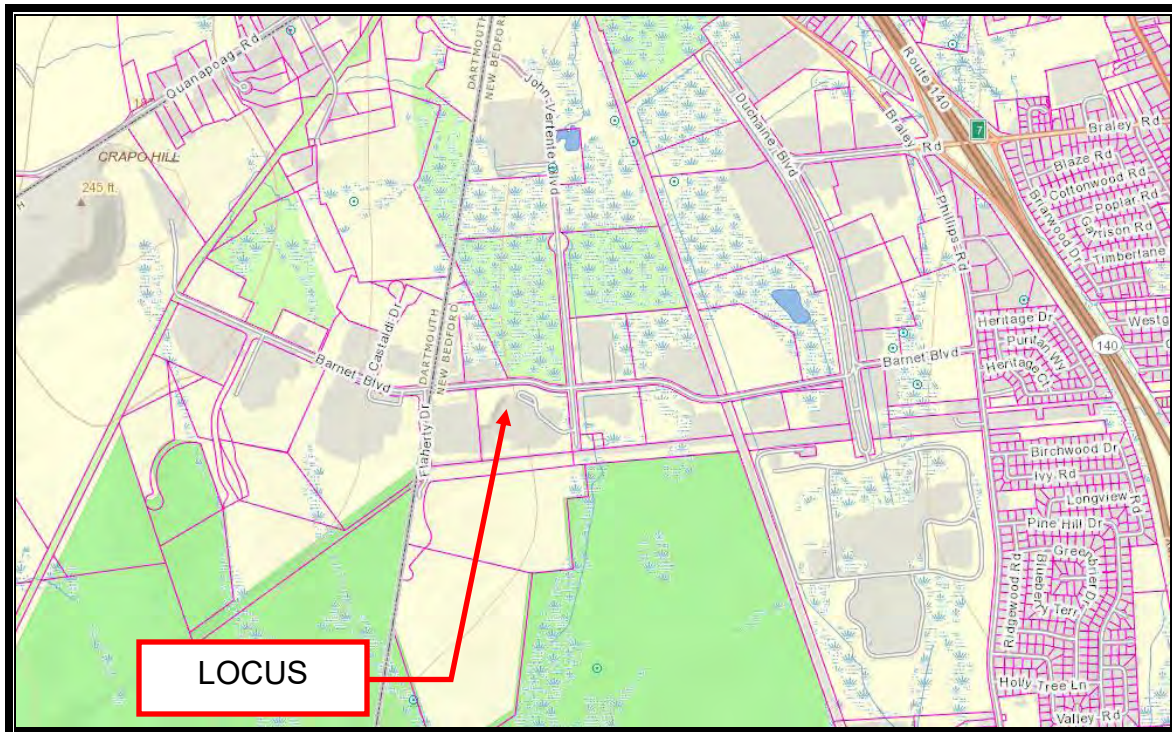 Quanapoag Rd
DARTMOUTH
NEW BEDFORD
John Vertente Blvd
Duchaine Blvd
Route 140
7
Braley Rd
Braley Rd
Blaze Rd
Cottonwood Rd
Poplar Rd
Garrison Rd
Timberlane
Briarwood Dr
Phillips Rd
CRAPO HILL
245 ft.
Castaldi Dr
DARTMOUTH
NEW BEDFORD
Barnet Blvd
Barnet Blvd
Heritage Dr
Puritan Wy
Heritage Ct
140
Flaherty Dr
Birchwood Dr
Ivy Rd
Longview Rd
Pine Hill Dr
Greenbrier Dr
Terr
Ridgewood Rd
Holly Tree Ln
Valley Rd
LOCUS